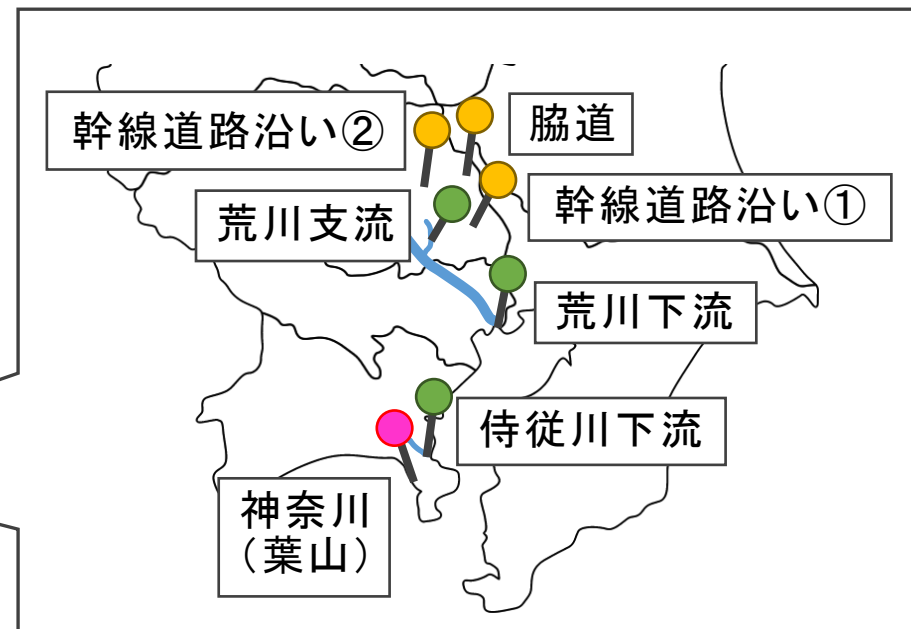 幹線道路沿い②
脇道
幹線道路沿い①
荒川支流
荒川下流
侍従川下流
神奈川
（葉山）